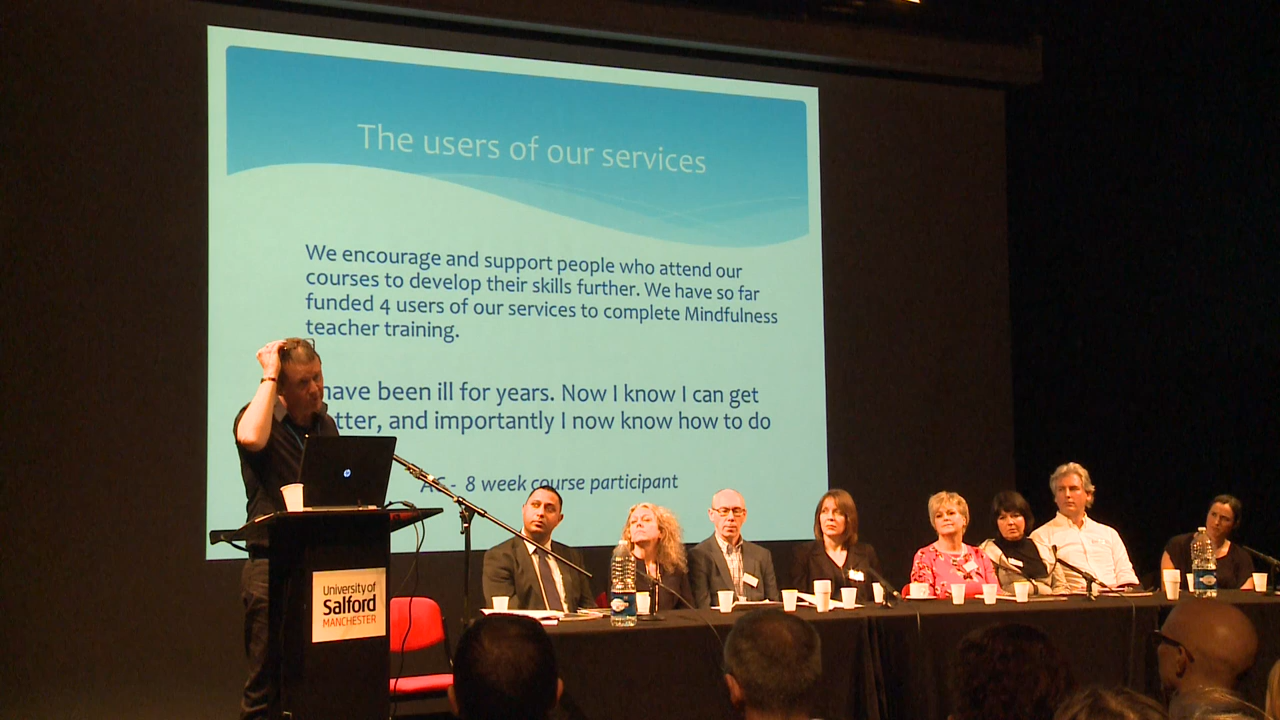 The users of our services
We encourage and support people who attend our
courses to develop their skills further. We have so far
funded 4 users of our services to complete Mindfulness
teacher training.
have been ill for years. Now I know I can get
and importantly I now know how to do
8 week course participant
University of
Salford
MANCHESTER
hp